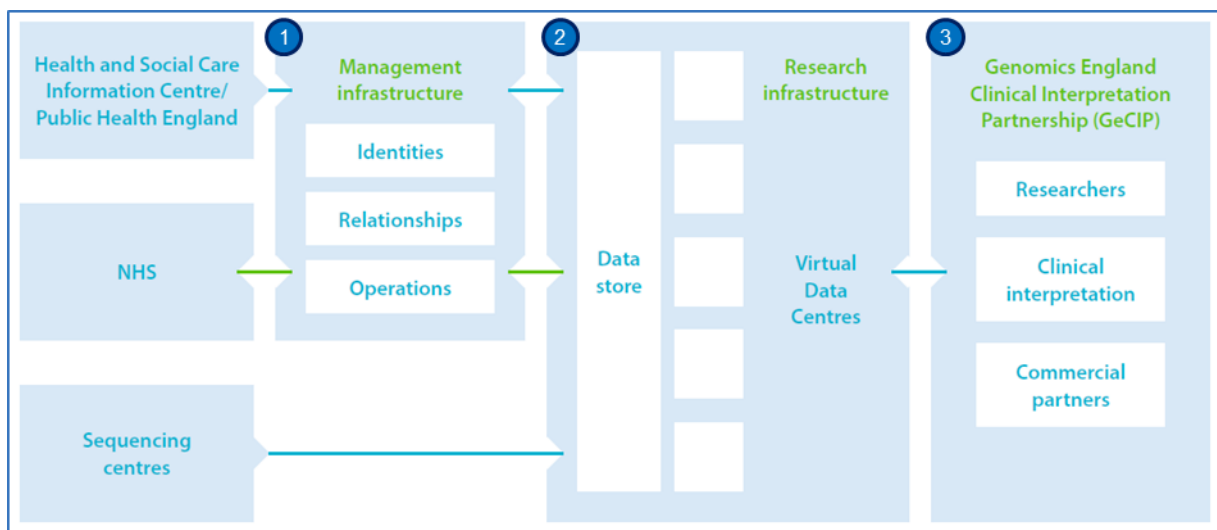 1
2
3
Health and Social Care
Information Centre/
Public Health England
Management
infrastructure
Identities
Relationships
Operations
NHS
Sequencing
centres
Data
store
Research
infrastructure
Virtual
Data
Centres
Genomics England
Clinical Interpretation
Partnership (GeCIP)
Researchers
Clinical
interpretation
Commercial
partners